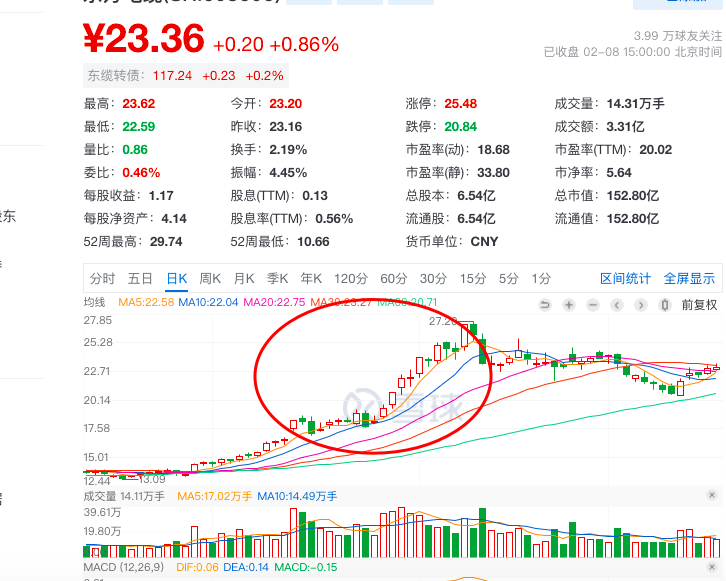 ¥23.36 +0.20 +0.86%
3.99 万球友关注
已收盘 02-08 15:00:00 北京时间
东缆转债：117.24 +0.23 +0.2%
最高：23.62 今开：23.20 涨停：25.48 成交量：14.31万手
最低：22.59 昨收：23.16 跌停：20.84 成交额：3.31亿
量比：0.86 换手：2.19% 市盈率(动)：18.68 市盈率(TTM)：20.02
委比：0.46% 振幅：4.45% 市盈率(静)：33.80 市净率：5.64
每股收益：1.17 股息(TTM)：0.13 总股本：6.54亿 总市值：152.80亿
每股净资产：4.14 股息率(TTM)：0.56% 流通股：6.54亿 流通值：152.80亿
52周最高：29.74 52周最低：10.66 货币单位：CNY
股东
分时 五日 日K 周K 月K 季K 年K 120分 60分 30分 15分 5分 1分 区间统计 全屏显示
均线 MA5:22.58 MA10:22.04 MA20:22.75 前复权
27.85
25.28
22.71
20.14
17.58
15.01
12.44
13.09
雪球
成交量 14.11万手 MA5:17.02万手 MA10:14.49万手
39.61万
19.80万
MACD (12,26,9) DIF:0.06 DEA:0.14 MACD:-0.15